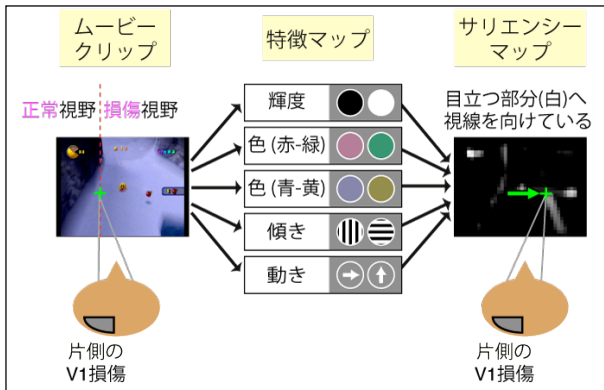 ムービー
クリップ
特徴マップ
サリエンシー
マップ
正常視野 損傷視野
輝度
色(赤-緑)
色(青-黄)
傾き
動き
目立つ部分(白)へ
視線を向けている
片側の
V1損傷
片側の
V1損傷